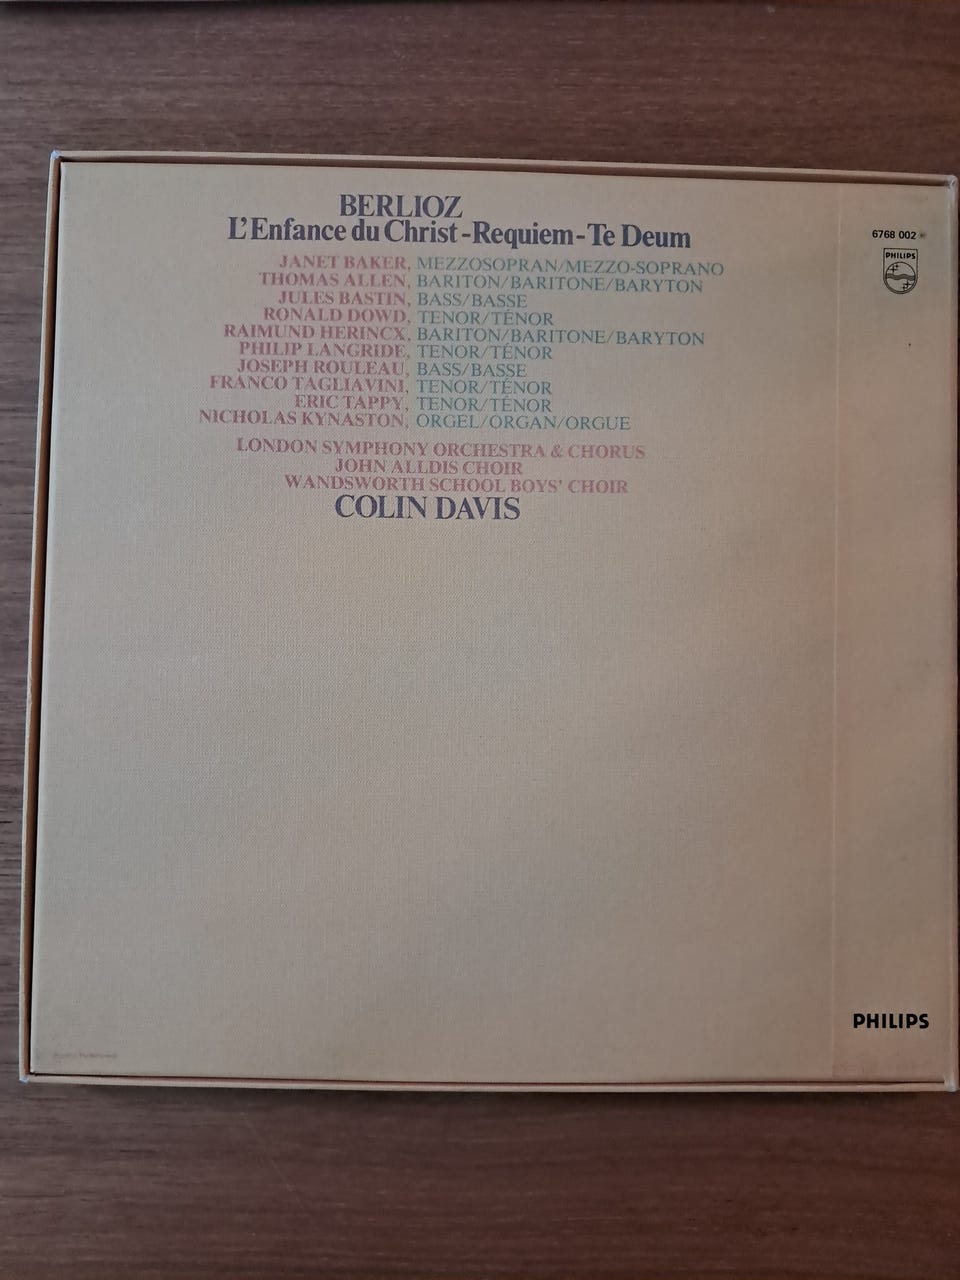 BERLIOZ
L'Enfance du Christ-Requiem-Te Deum
JANET BAKER, MEZZOSOPRAN/MEZZO-SOPRANO
THOMAS ALLEN, BARITON/BARITONE/BARYTON
JULES BASTIN, BASS/BASSE
RONALD DOWD, TENOR/TÉNOR
RAIMUND HERINCX, BARITON/BARITONE/BARYTON
PHILIP LANGRIDE, TENOR/TÉNOR
JOSEPH ROULEAU, BASS/BASSE
FRANCO TAGLIAVINI, TENOR/TÉNOR
ERIC TAPPY, TENOR/TÉNOR
NICHOLAS KYNASTON, ORGEL/ORGAN/ORGUE
LONDON SYMPHONY ORCHESTRA & CHORUS
JOHN ALLDIS CHOIR
WANDSWORTH SCHOOL BOYS' CHOIR
COLIN DAVIS
6768 002
PHILIPS
PHILIPS